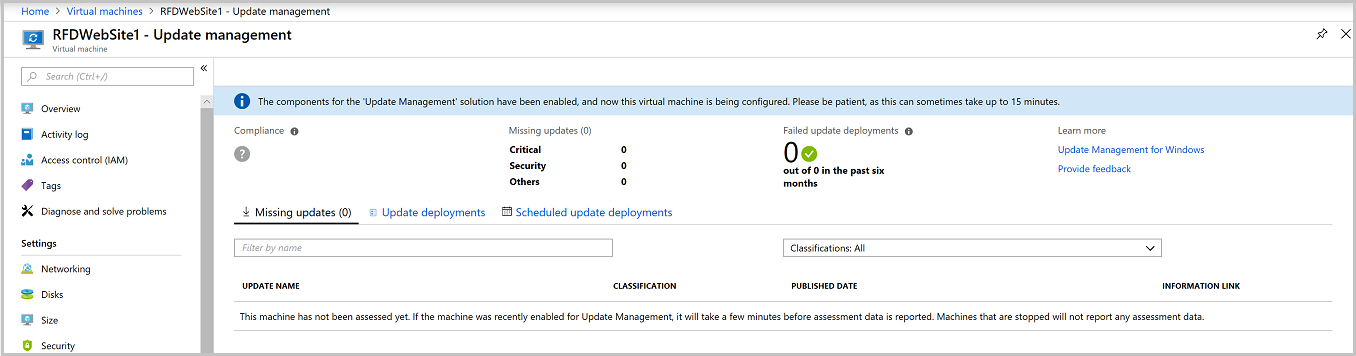 Home > Virtual machines > RFDWebSite1 - Update management
RFDWebSite1 - Update management
Virtual machine
Search (Ctrl+/)
«
Overview
Activity log
Access control (IAM)
Tags
Diagnose and solve problems
Settings
Networking
Disks
Size
Security
The components for the 'Update Management' solution have been enabled, and now this virtual machine is being configured. Please be patient, as this can sometimes take up to 15 minutes.
Compliance
?
Missing updates (0)
Critical 0
Security 0
Others 0
Failed update deployments
0
out of 0 in the past six
months
Learn more
Update Management for Windows
Provide feedback
Missing updates (0) Update deployments Scheduled update deployments
Filter by name Classifications: All
UPDATE NAME CLASSIFICATION PUBLISHED DATE INFORMATION LINK
This machine has not been assessed yet. If the machine was recently enabled for Update Management, it will take a few minutes before assessment data is reported. Machines that are stopped will not report any assessment data.